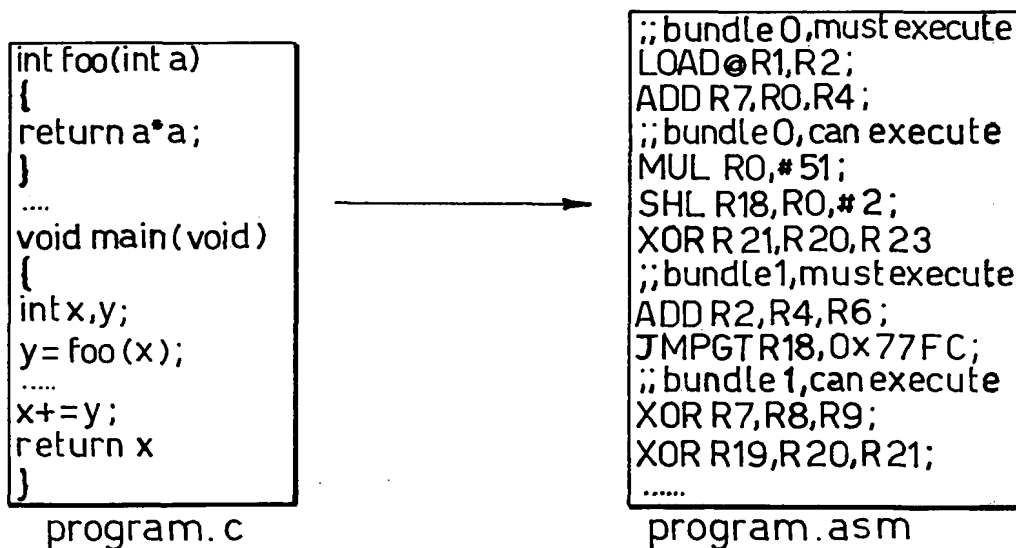 int foo(int a)
{
return a*a;
}
....
void main(void)
{
int x,y;
y=foo(x);
.....
x+=y;
return x
}
program.c
;;bundle 0,must execute
LOAD@R1,R2;
ADD R7,R0,R4;
;;bundle 0,can execute
MUL R0,#51;
SHL R18,R0,#2;
XOR R21,R20,R23
;;bundle 1,must execute
ADD R2,R4,R6;
JMPGT R18,0x77FC;
;;bundle 1,can execute
XOR R7,R8,R9;
XOR R19,R20,R21;
......
program.asm